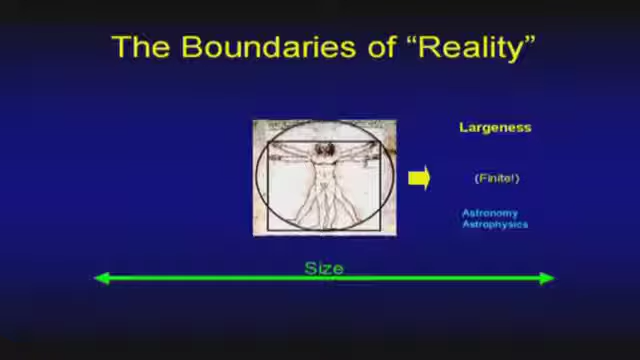 The Boundaries of “Reality”
Largeness
(Finite!)
Astronomy
Astrophysics
Size